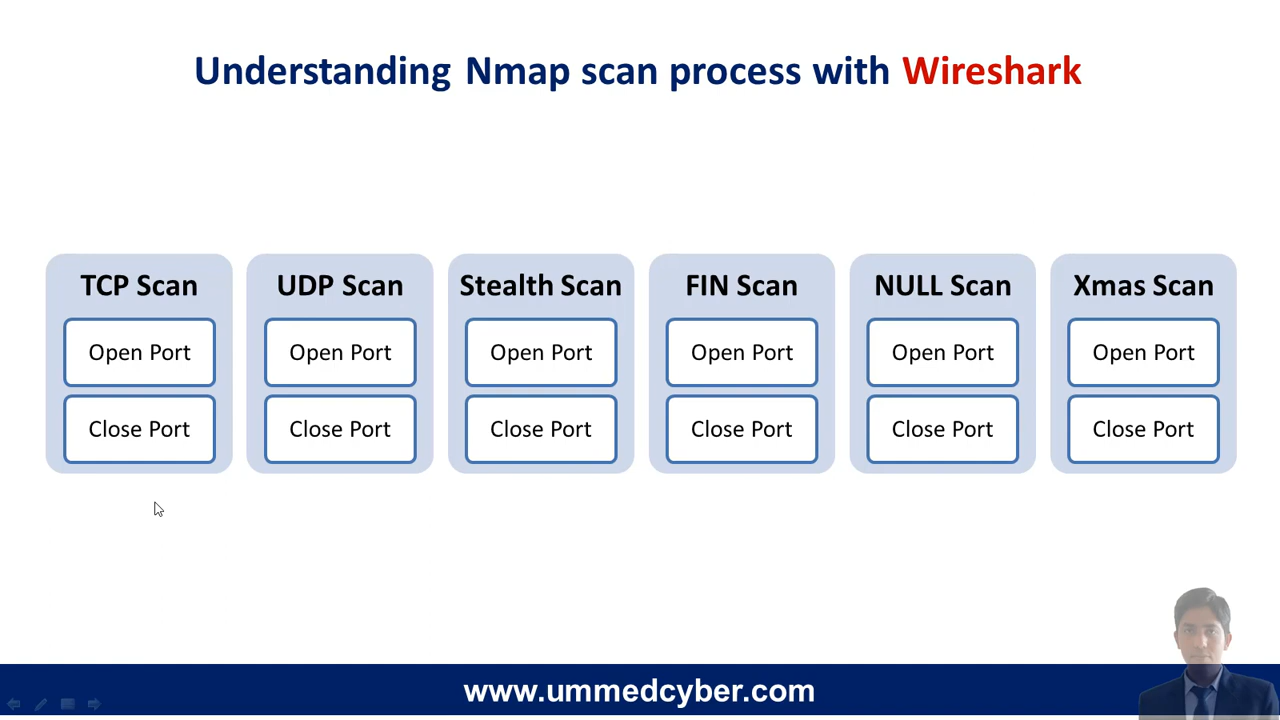 Understanding Nmap scan process with Wireshark
TCP Scan
Open Port
Close Port
UDP Scan
Open Port
Close Port
Stealth Scan
Open Port
Close Port
FIN Scan
Open Port
Close Port
NULL Scan
Open Port
Close Port
Xmas Scan
Open Port
Close Port
www.ummedcyber.com